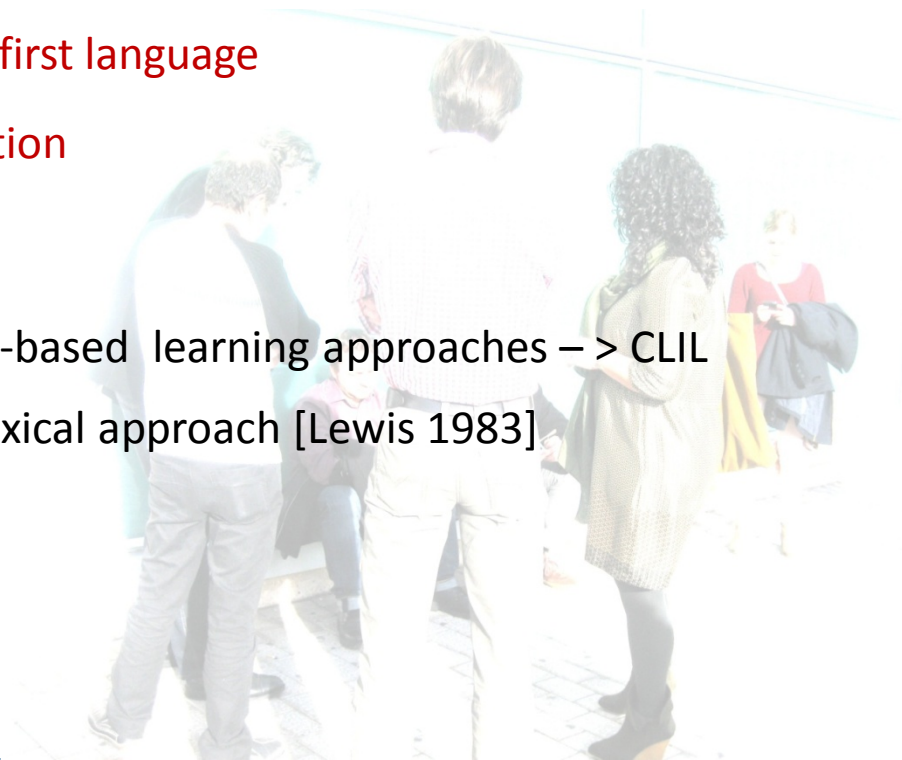 first language
tion
-based learning approaches – > CLIL
xical approach [Lewis 1983]